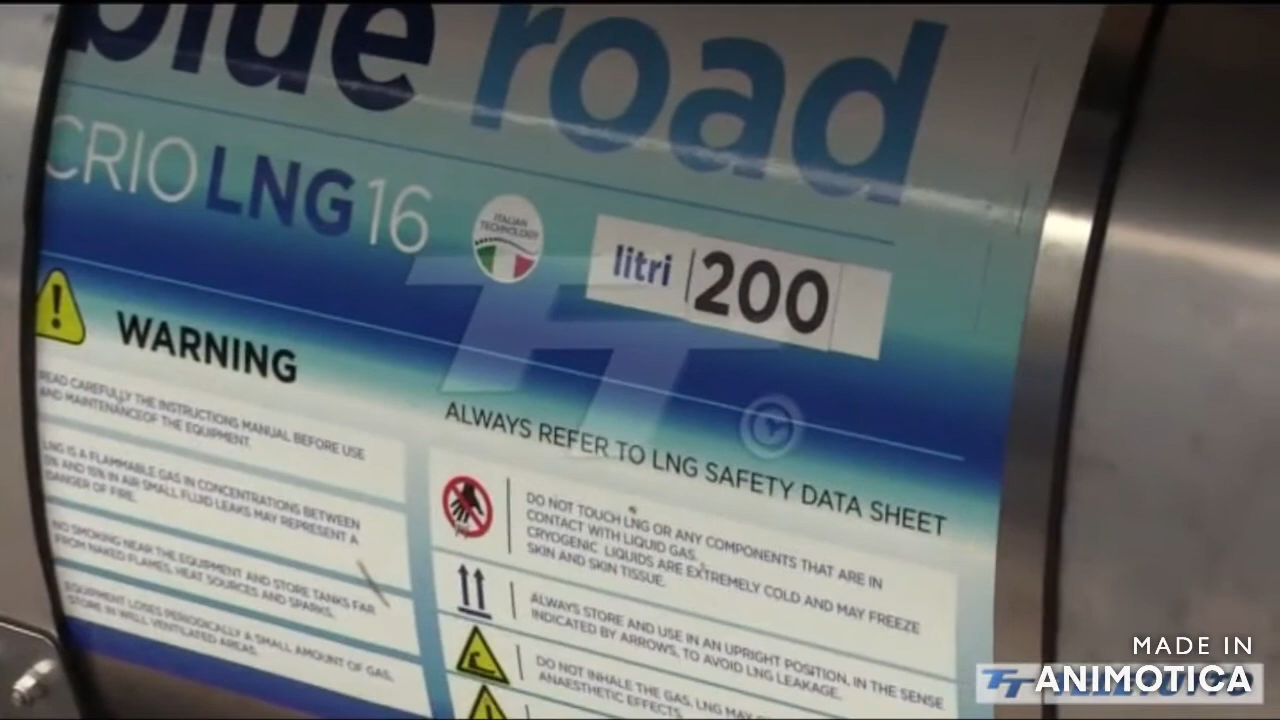 blue road
CRIO LNG 16
ITALIAN
TECHNOLOGY
litri 200
WARNING
READ CAREFULLY THE INSTRUCTIONS MANUAL BEFORE USE
AND MAINTENANCEOF THE EQUIPMENT.
LNG IS A FLAMMABLE GAS IN CONCENTRATIONS BETWEEN
5% AND 15% IN AIR SMALL FLUID LEAKS MAY REPRESENT A
DANGER OF FIRE.
NO SMOKING NEAR THE EQUIPMENT AND STORE TANKS FAR
FROM NAKED FLAMES, HEAT SOURCES AND SPARKS.
EQUIPMENT LOSES PERIODICALLY A SMALL AMOUNT OF GAS.
STORE IN WELL VENTILATED AREAS.
ALWAYS REFER TO LNG SAFETY DATA SHEET
DO NOT TOUCH LNG OR ANY COMPONENTS THAT ARE IN
CONTACT WITH LIQUID GAS.
CRYOGENIC LIQUIDS ARE EXTREMELY COLD AND MAY FREEZE
SKIN AND SKIN TISSUE.
ALWAYS STORE AND USE IN AN UPRIGHT POSITION, IN THE SENSE
INDICATED BY ARROWS, TO AVOID LNG LEAKAGE.
DO NOT INHALE THE GAS. LNG MAY
ANAESTHETIC EFFECTS.
TT ©
MADE IN
ANIMOTICA
TT